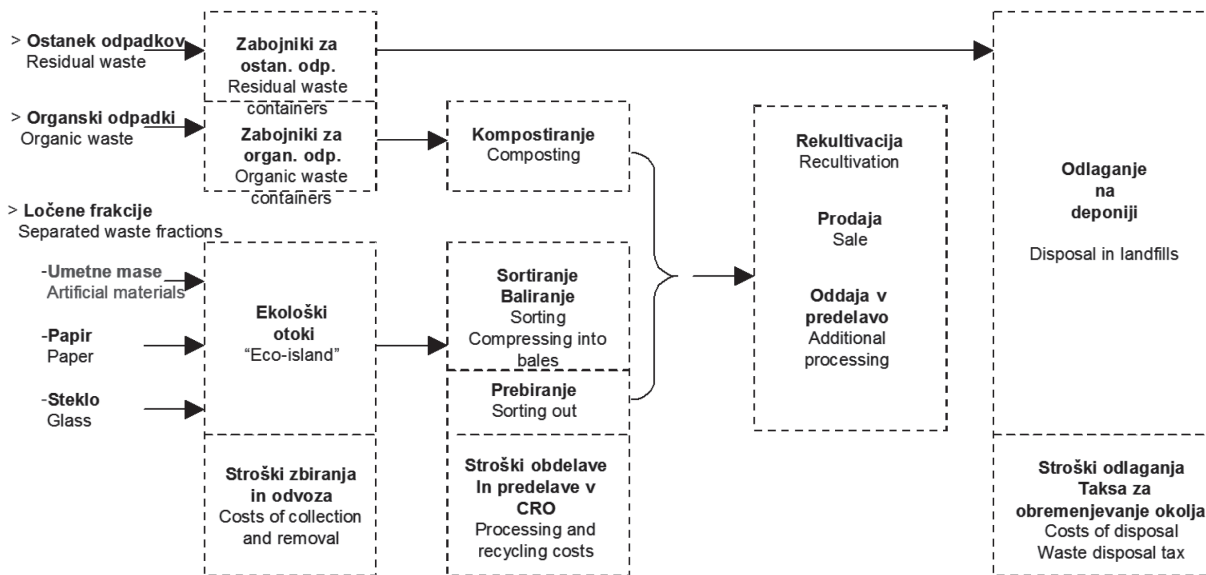 > Ostanek odpadkov
Residual waste
Zabojniki za
ostan. odp.
Residual waste
containers
> Organski odpadki
Organic waste
Zabojniki za
organ. odp.
Organic waste
containers
Kompostiranje
Composting
> Ločene frakcije
Separated waste fractions
-Umetne mase
Artificial materials
-Papir
Paper
-Steklo
Glass
Ekološki
otoki
“Eco-island”
Sortiranje
Baliranje
Sorting
Compressing into
bales
Prebiranje
Sorting out
Rekultivacija
Recultivation
Prodaja
Sale
Oddaja v
predelavo
Additional
processing
Odlaganje
na
deponiji
Disposal in landfills
Stroški zbiranja
in odvoza
Costs of collection
and removal
Stroški obdelave
In predelave v
CRO
Processing and
recycling costs
Stroški odlaganja
Taksa za
obremenjevanje okolja
Costs of disposal
Waste disposal tax